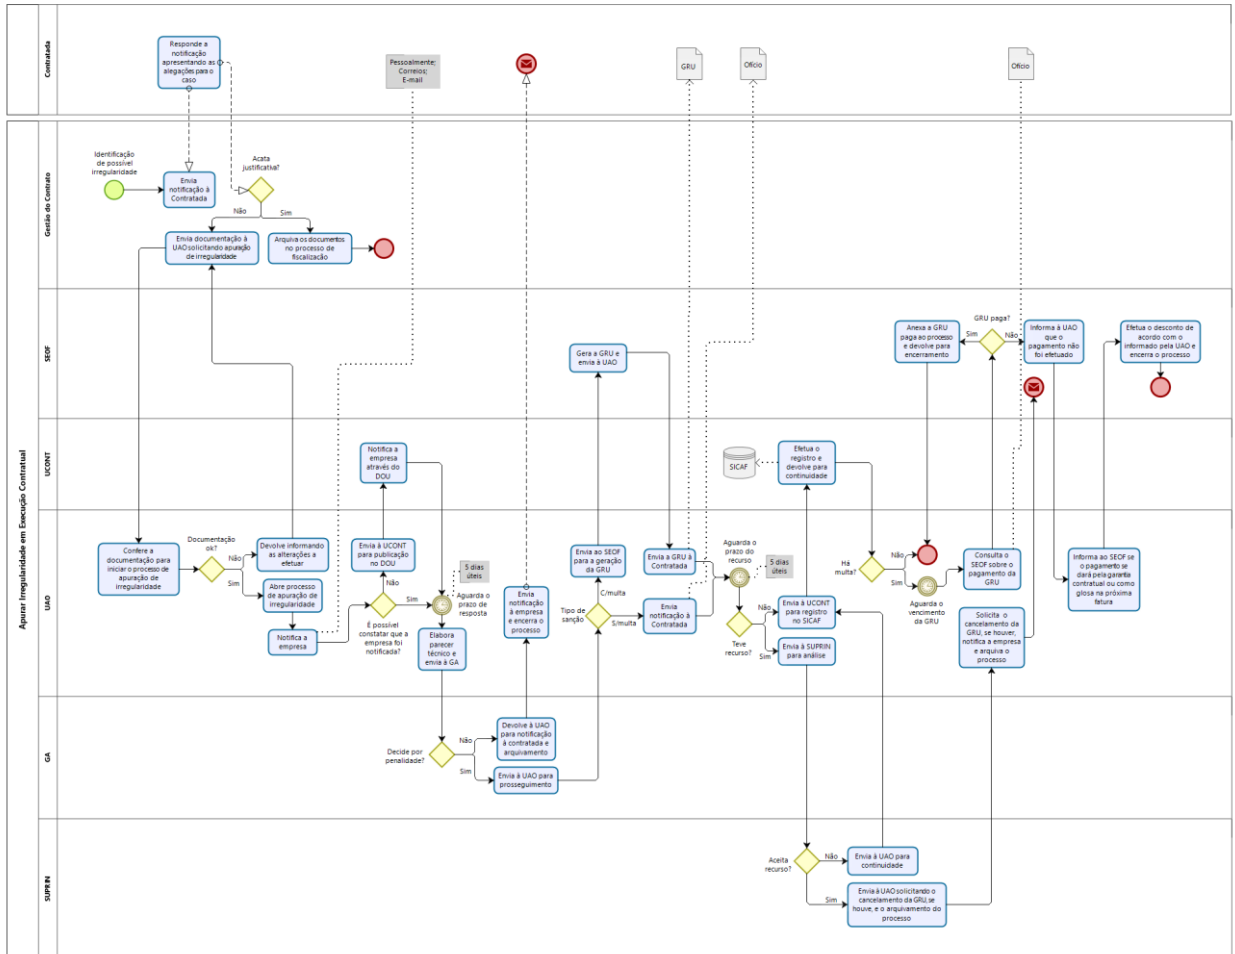 Contratada
Responde a
notificação
apresentando as
alegações para o
caso
Pessoalmente;
Correios;
E-mail
GRU
Ofício
Ofício
Apurar Irregularidade em Execução Contratual
Gestão do Contrato
Identificação
de possível
irregularidade
Envia
notificação à
Contratada
Acata
justificativa?
Não
Sim
Envia documentação à
UAO solicitando apuração
de irregularidade
Arquiva os documentos
no processo de
fiscalização
SEOF
Gera a GRU e
envia à UAO
Anexa a GRU
paga ao processo
e devolve para
encerramento
Sim
GRU paga?
Não
Informa à UAO
que o
pagamento não
foi efetuado
Efetua o desconto de
acordo com o
informado pela UAO e
encerra o processo
UCONT
Notifica a
empresa
através do
DOU
SICAF
Efetua o
registro e
devolve para
continuidade
UAO
Confere a
documentação para
iniciar o processo de
apuração de
irregularidade
Documentação
ok?
Não
Sim
Devolve informando
as alterações a
efetuar
Abre processo
de apuração de
irregularidade
Notifica a
empresa
Envia à UCONT
para publicação
no DOU
Não
Sim
É possível
constatar que a
empresa foi
notificada?
5 dias
úteis
Aguarda o
prazo de
resposta
Elabora
parecer
técnico e
envia à GA
Envia
notificação
à empresa
e encerra o
processo
Envia ao SEOF
para a geração
da GRU
C/multa
Tipo de
sanção
S/multa
Envia a GRU à
Contratada
Envia
notificação à
Contratada
Aguarda o
prazo do
recurso
5 dias
úteis
Teve
recurso?
Não
Sim
Envia à UCONT
para registro
no SICAF
Envia à SUPRIN
para análise
Há
multa?
Não
Sim
Aguarda o
vencimento
da GRU
Consulta o
SEOF sobre o
pagamento da
GRU
Solicita o
cancelamento da
GRU, se houver,
notifica a empresa
e arquiva o
processo
Informa ao SEOF se
o pagamento se
dará pela garantia
contratual ou como
glosa na próxima
fatura
GA
Decide por
penalidade?
Não
Sim
Devolve à UAO
para notificação
à contratada e
arquivamento
Envia à UAO para
prosseguimento
SUPRIN
Aceita
recurso?
Não
Sim
Envia à UAO para
continuidade
Envia à UAO solicitando o
cancelamento da GRU, se
houve, e o arquivamento do
processo